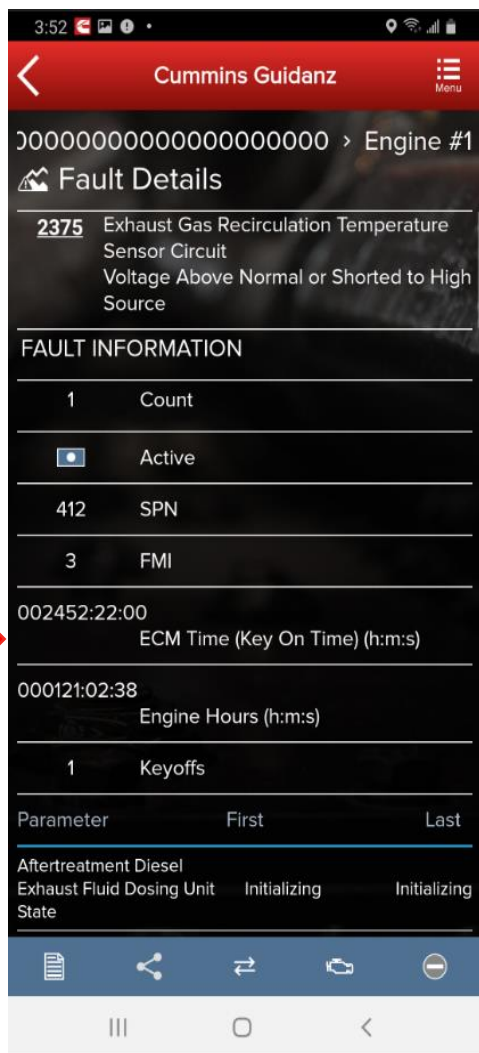 3:52
Cummins Guidanz
Menu
00000000000000000000 > Engine #1
Fault Details
2375 Exhaust Gas Recirculation Temperature
Sensor Circuit
Voltage Above Normal or Shorted to High
Source
FAULT INFORMATION
1 Count
Active
412 SPN
3 FMI
002452:22:00
ECM Time (Key On Time) (h:m:s)
000121:02:38
Engine Hours (h:m:s)
1 Keyoffs
Parameter First Last
Aftertreatment Diesel
Exhaust Fluid Dosing Unit Initializing Initializing
State